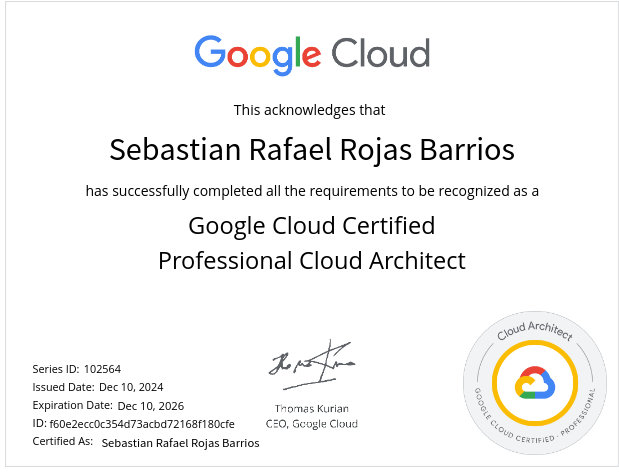 Google Cloud
This acknowledges that
Sebastian Rafael Rojas Barrios
has successfully completed all the requirements to be recognized as a
Google Cloud Certified
Professional Cloud Architect
Series ID: 102564
Issued Date: Dec 10, 2024
Expiration Date: Dec 10, 2026
ID: f60e2ecc0c354d73acbd72168f180cfe
Certified As: Sebastian Rafael Rojas Barrios
Thomas Kurian
CEO, Google Cloud
Cloud Architect
GOOGLE CLOUD CERTIFIED · PROFESSIONAL